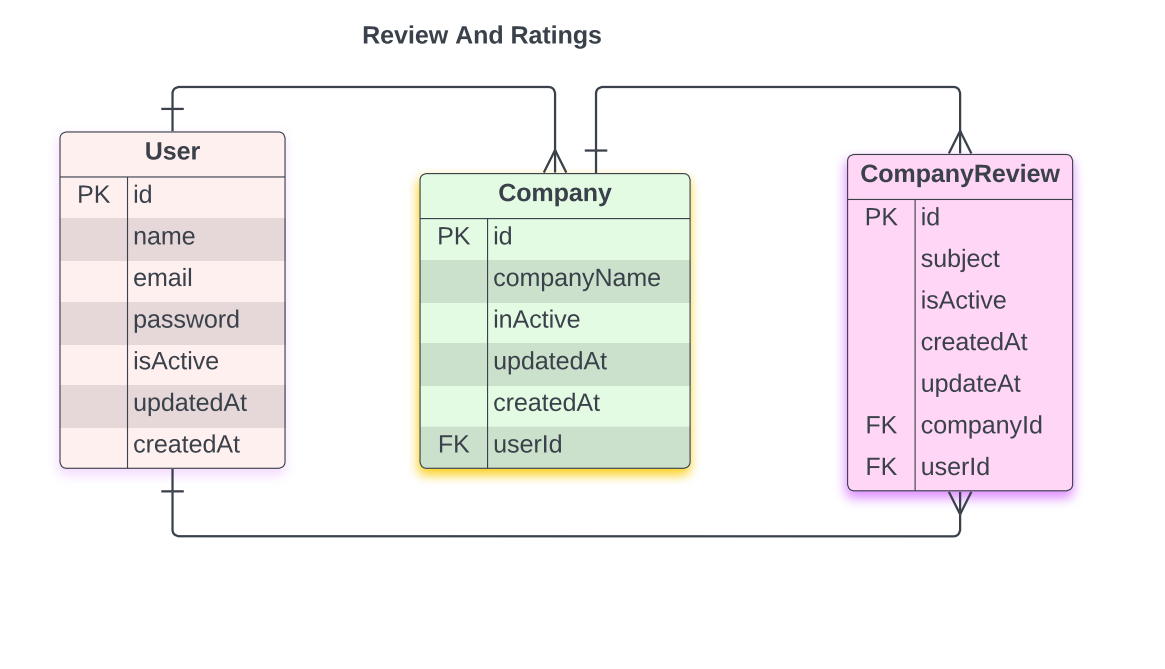 Review And Ratings
User
PK id
name
email
password
isActive
updatedAt
createdAt
Company
PK id
companyName
inActive
updatedAt
createdAt
FK userId
CompanyReview
PK id
subject
isActive
createdAt
updateAt
FK companyId
FK userId